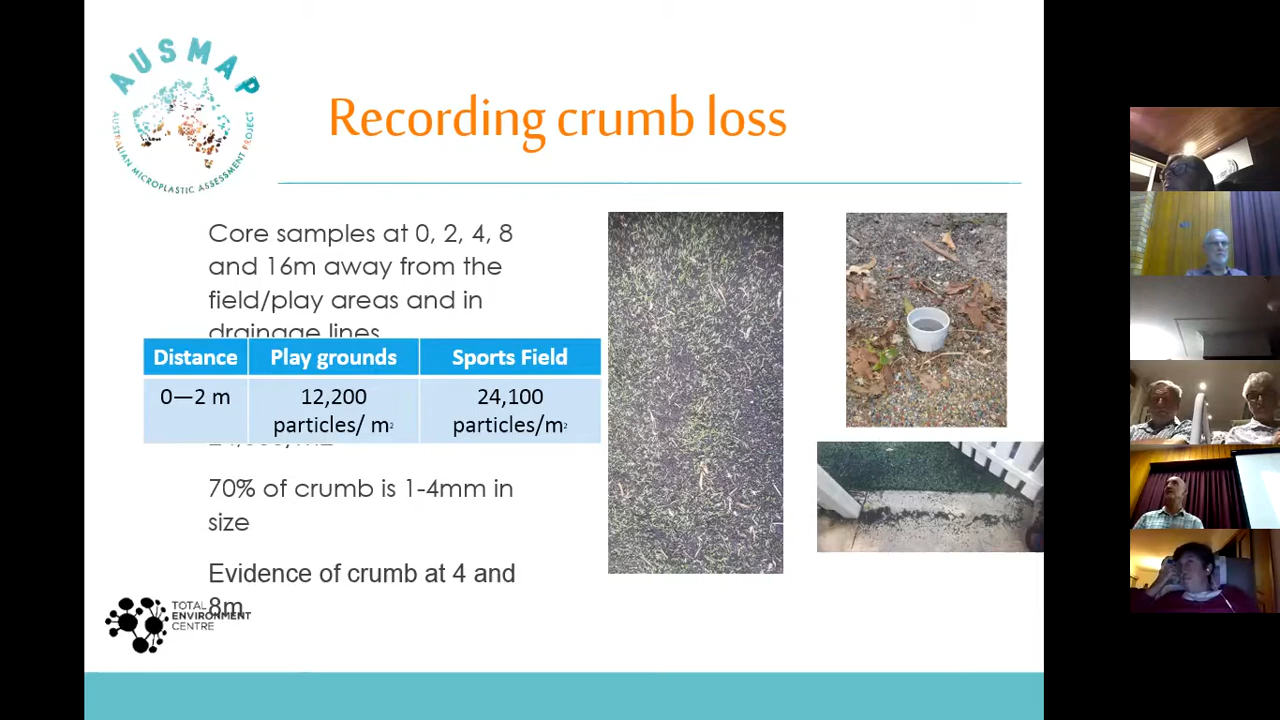 AUSMAP
AUSTRALIAN MICROPLASTIC ASSESSMENT PROJECT
Recording crumb loss
Core samples at 0, 2, 4, 8
and 16m away from the
field/play areas and in
drainage lines
Distance Play grounds Sports Field
0—2 m 12,200 24,100
particles/ m2 particles/m2
70% of crumb is 1-4mm in
size
Evidence of crumb at 4 and
8m
TOTAL
ENVIRONMENT
CENTRE